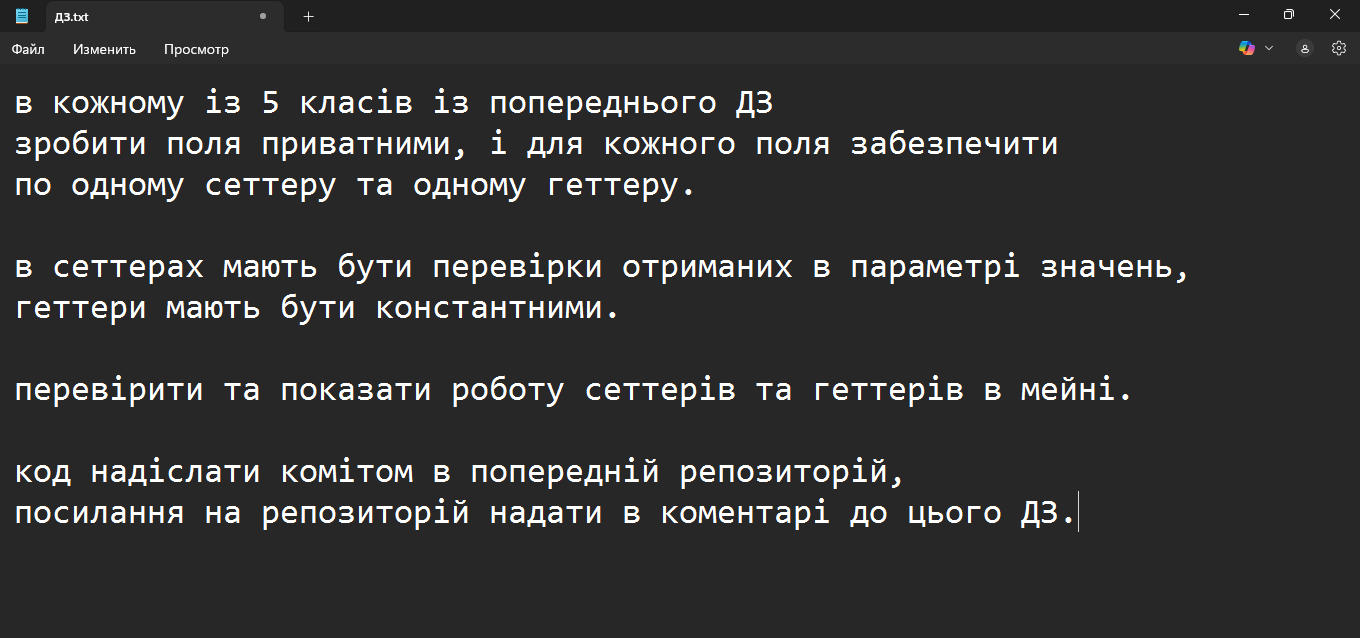 ДЗ.txt
Файл
Изменить
Просмотр
в кожному із 5 класів із попереднього ДЗ
зробити поля приватними, і для кожного поля забезпечити
по одному сеттеру та одному геттеру.
в сеттерах мають бути перевірки отриманих в параметрі значень,
геттери мають бути константними.
перевірити та показати роботу сеттерів та геттерів в мейні.
код надіслати комітом в попередній репозиторій,
посилання на репозиторій надати в коментарі до цього ДЗ.